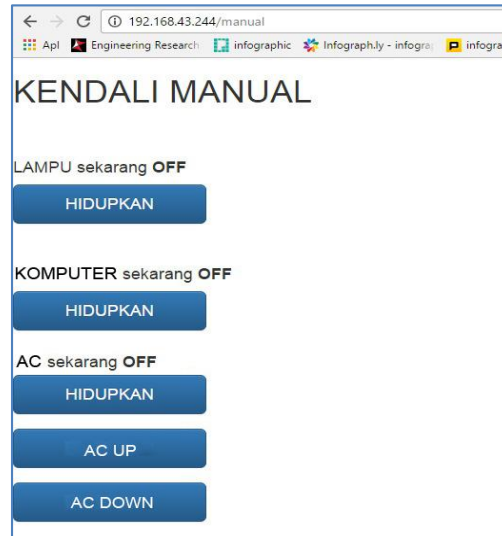 192.168.43.244/manual
Apl Engineering Research infographic Infograph.ly - infogra infogra
KENDALI MANUAL
LAMPU sekarang OFF
HIDUPKAN
KOMPUTER sekarang OFF
HIDUPKAN
AC sekarang OFF
HIDUPKAN
AC UP
AC DOWN